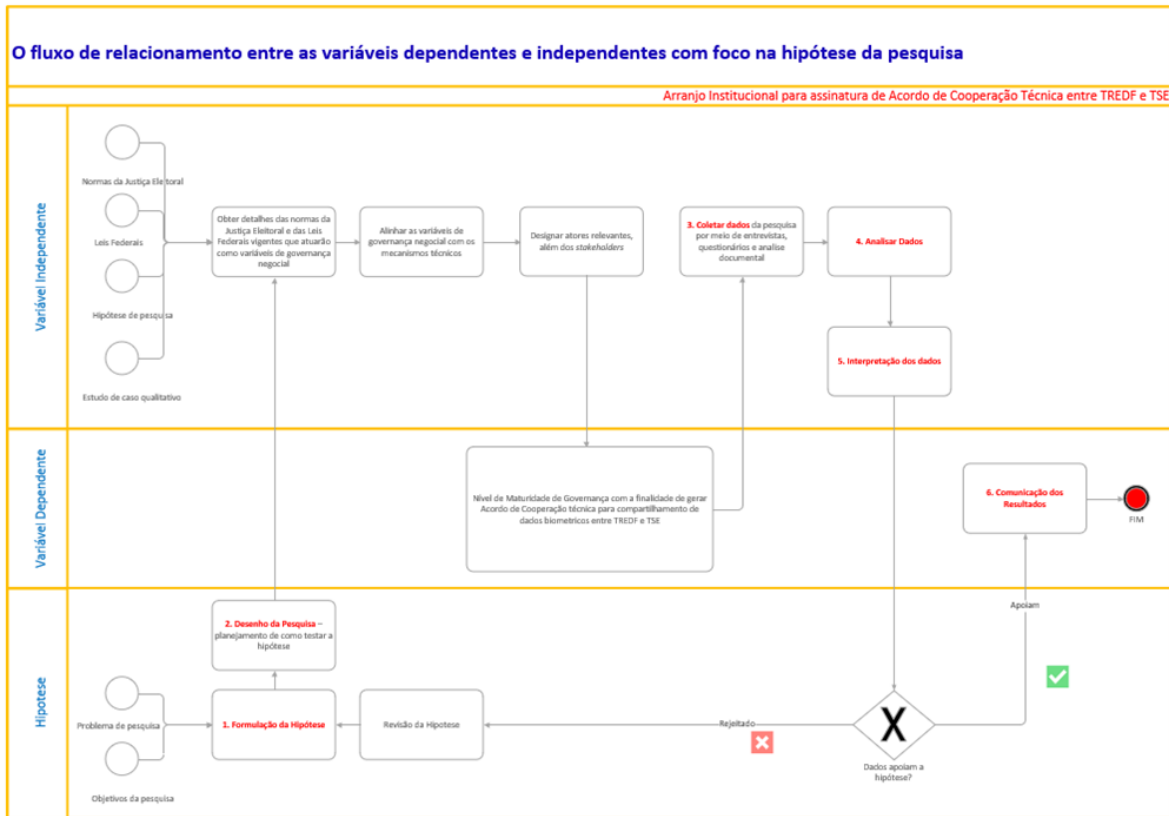 O fluxo de relacionamento entre as variáveis dependentes e independentes com foco na hipótese da pesquisa
Arranjo Institucional para assinatura de Acordo de Cooperação Técnica entre TREDF e TSE
Variável Independente
Normas da Justiça Eleitoral
Leis Federais
Hipótese de pesquisa
Estudo de caso qualitativo
Obter detalhes das normas da
Justiça Eleitoral e das Leis
Federais vigentes que atuarão
como variáveis de governança
negocial
Alinhar as variáveis de
governança negocial com os
mecanismos técnicos
Designar atores relevantes,
além dos stakeholders
3. Coletar dados da pesquisa
por meio de entrevistas,
questionários e analise
documental
4. Analisar Dados
5. Interpretação dos dados
Variável Dependente
Nível de Maturidade de Governança com a finalidade de gerar
Acordo de Cooperação técnica para compartilhamento de
dados biometricos entre TREDF e TSE
6. Comunicação dos
Resultados
FIM
Hipotese
2. Desenho da Pesquisa –
planejamento de como testar a
hipótese
Problema de pesquisa
Objetivos da pesquisa
1. Formulação da Hipótese
Revisão da Hipotese
Rejeitado
X
Dados apoiam a
hipótese?
Apoiam